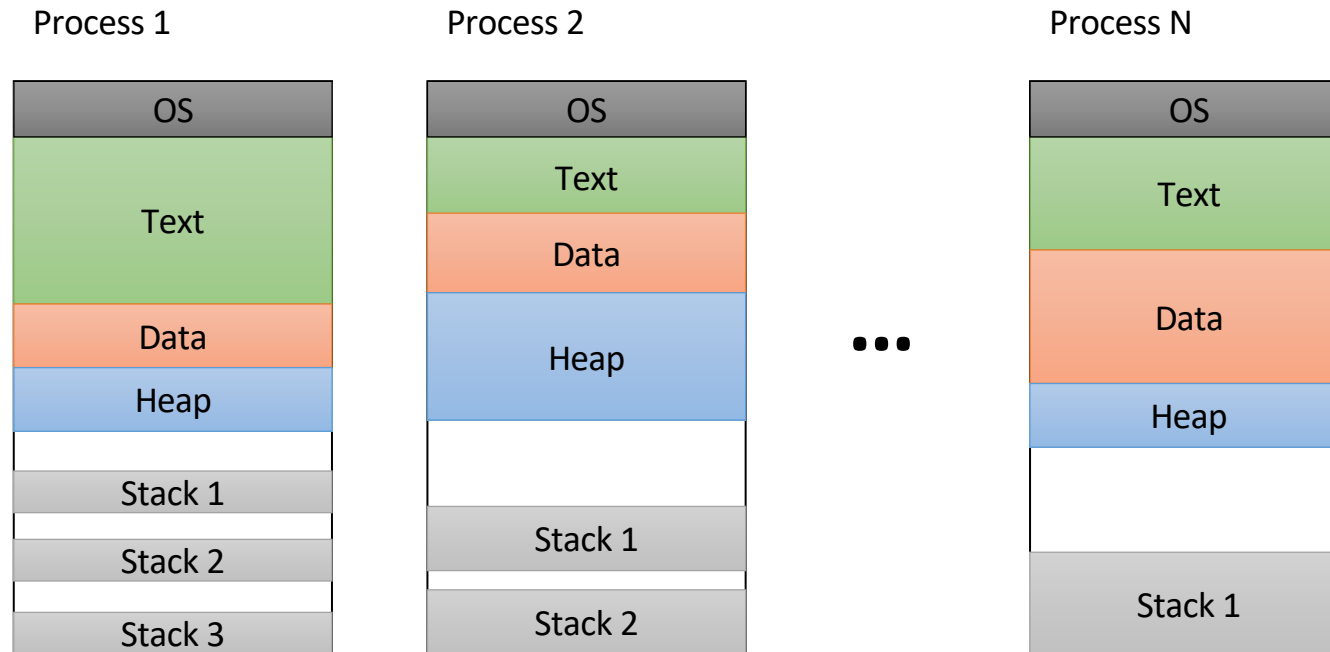 Process 1
Process 2
Process N
OS
Text
Data
Heap
Stack 1
Stack 2
Stack 3
OS
Text
Data
Heap
Stack 1
Stack 2
...
OS
Text
Data
Heap
Stack 1